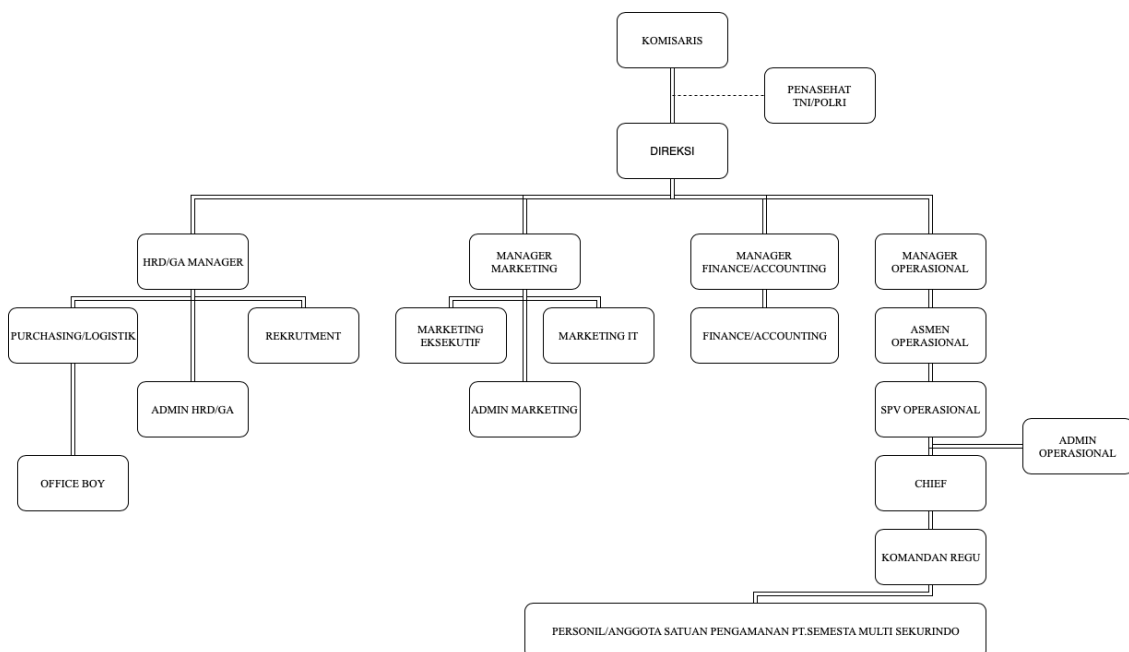 KOMISARIS
PENASEHAT
TNI/POLRI
DIREKSI
HRD/GA MANAGER
MANAGER
MARKETING
MANAGER
FINANCE/ACCOUNTING
MANAGER
OPERASIONAL
PURCHASING/LOGISTIK
REKRUTMENT
MARKETING
EKSEKUTIF
MARKETING IT
FINANCE/ACCOUNTING
ASMEN
OPERASIONAL
ADMIN HRD/GA
ADMIN MARKETING
SPV OPERASIONAL
ADMIN
OPERASIONAL
OFFICE BOY
CHIEF
KOMANDAN REGU
PERSONIL/ANGGOTA SATUAN PENGAMANAN PT.SEMESTA MULTI SEKURINDO